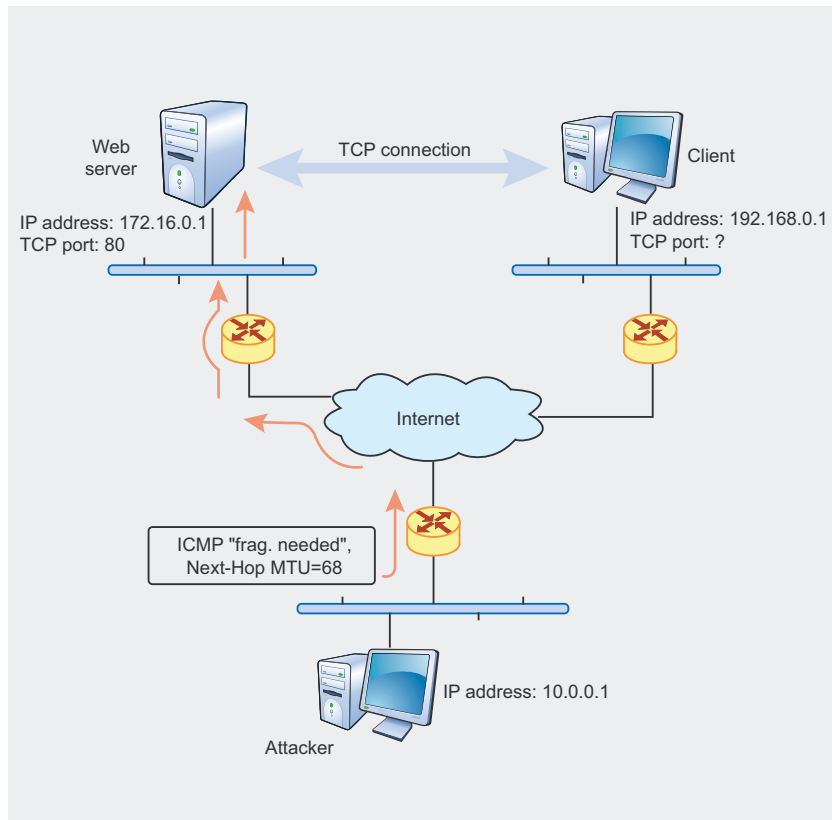 Web
server
TCP connection
Client
IP address: 172.16.0.1
TCP port: 80
IP address: 192.168.0.1
TCP port: ?
Internet
ICMP "frag. needed",
Next-Hop MTU=68
IP address: 10.0.0.1
Attacker